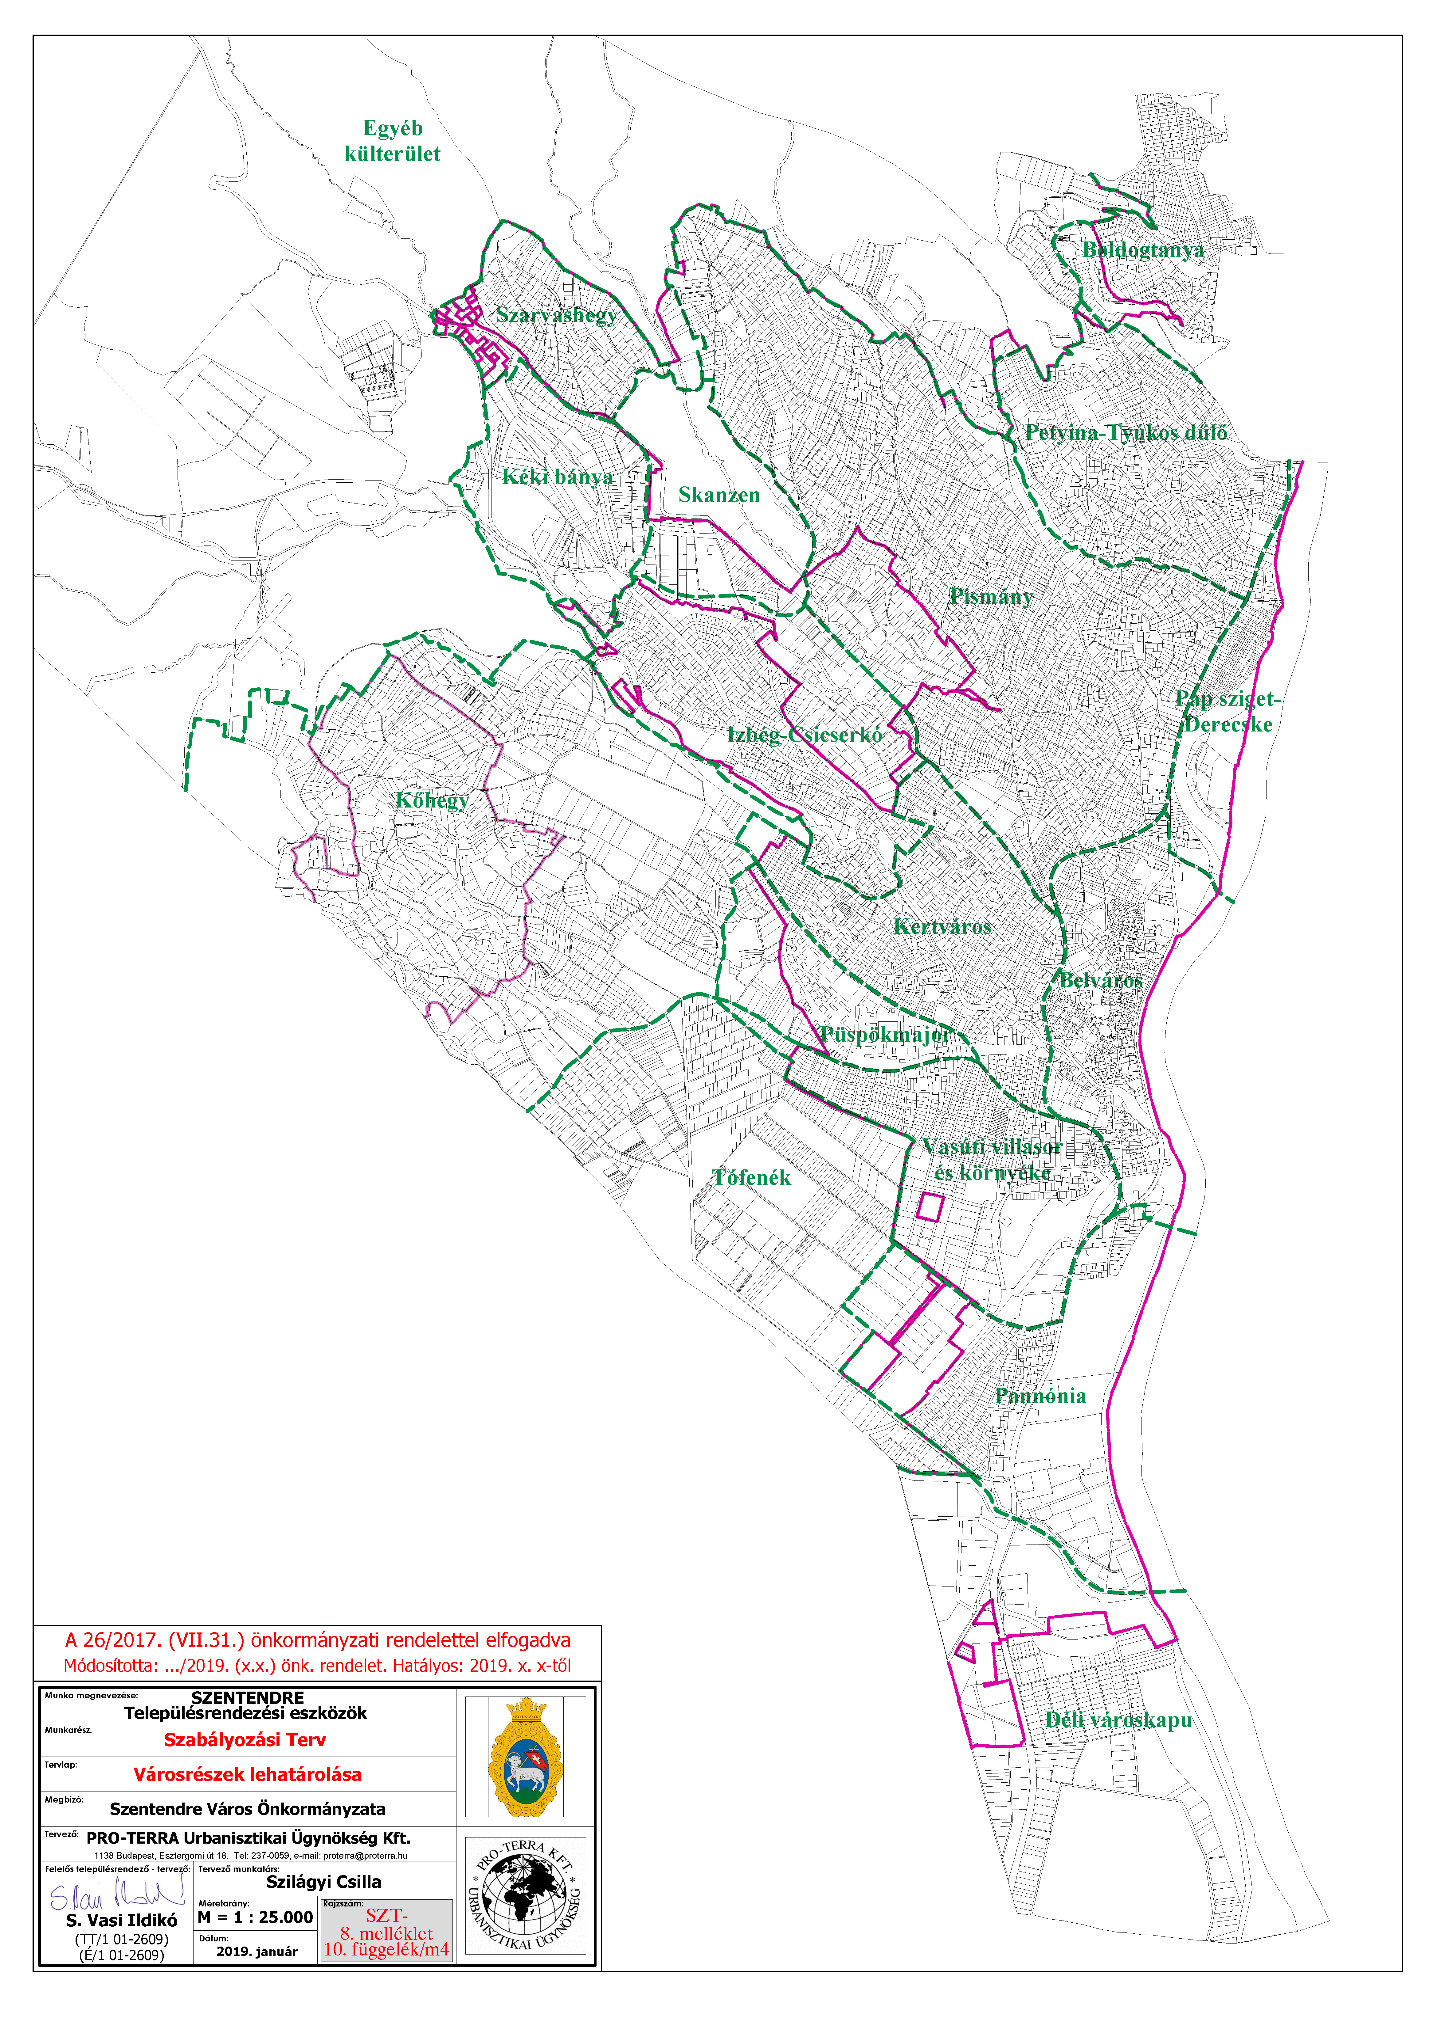 Egyéb
külterület
Boldogtanya
Szarvashegy
Petyina-Tyúkos dűlő
Kéki bánya
Skanzen
Pismány
Pap sziget-
Derecske
Izbég-Csicserkó
Kőhegy
Kertváros
Belváros
Püspökmajor
Vasúti villasor
és környéke
Tófenék
Pannónia
Déli városkapu
A 26/2017. (VII.31.) önkormányzati rendelettel elfogadva
Módosította: .../2019. (x.x.) önk. rendelet. Hatályos: 2019. x. x-től
Munka megnevezése:
SZENTENDRE
Településrendezési eszközök
Munkarész.
Szabályozási Terv
Tervlap:
Városrészek lehatárolása
Megbízó:
Szentendre Város Önkormányzata
Tervező: PRO-TERRA Urbanisztikai Ügynökség Kft.
1138 Budapest, Esztergomi út 18. Tel: 237-0059, e-mail: proterra@proterra.hu
Felelős településrendező - tervező:
S. Vasi Ildikó
(TT/1 01-2609)
(É/1 01-2609)
Tervező munkatárs:
Szilágyi Csilla
Méretarány:
M = 1 : 25.000
Dátum:
2019. január
Rajzszám:
SZT-
8. melléklet
10. függelék/m4
* PRO-TERRA KFT. *
URBANISZTIKAI ÜGYNÖKSÉG